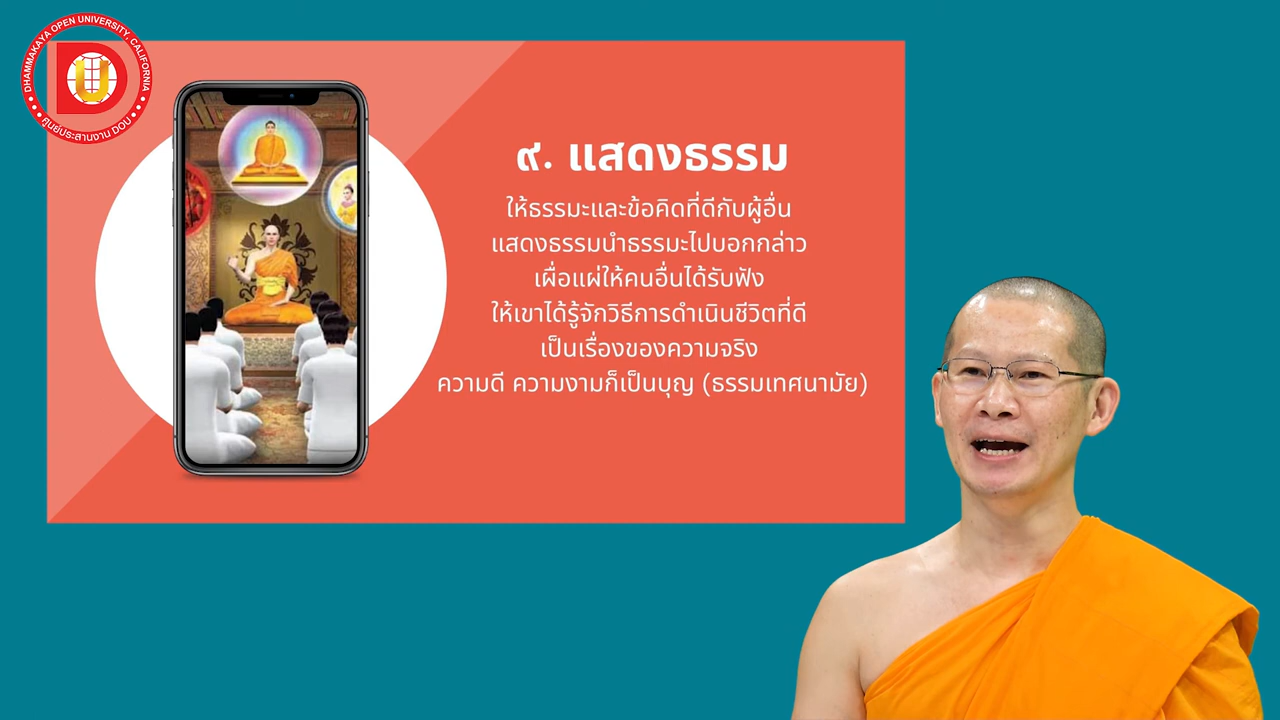 DHAMMAKAYA OPEN UNIVERSITY, CALIFORNIA
DU
ศูนย์ประสานงาน DOU
๙. แสดงธรรม
ให้ธรรมะและข้อคิดที่ดีกับผู้อื่น
แสดงธรรมนำธรรมะไปบอกกล่าว
เผื่อแผ่ให้คนอื่นได้รับฟัง
ให้เขาได้รู้จักวิธีการดำเนินชีวิตที่ดี
เป็นเรื่องของความจริง
ความดี ความงามก็เป็นบุญ (ธรรมเทศนามัย)